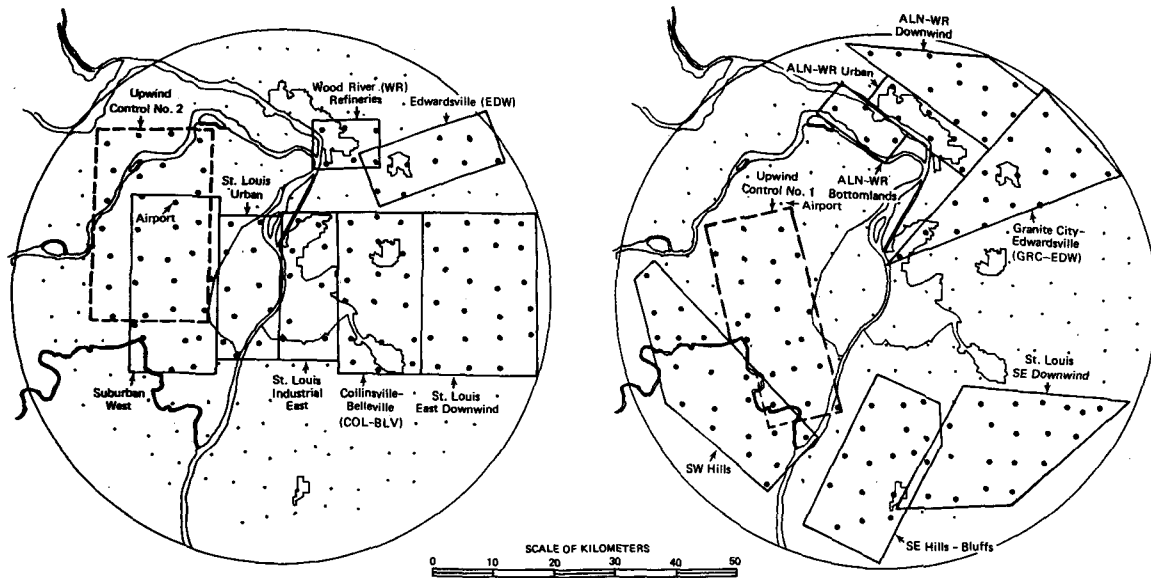 Upwind
Control No. 2
Wood River (WR)
Refineries
Edwardsville (EDW)
St. Louis
Urban
Airport
Suburban
West
St. Louis
Industrial
East
Collinsville-
Belleville
(COL-BLV)
St. Louis
East Downwind
ALN-WR
Downwind
ALN-WR Urban
Upwind
Control No. 1
Airport
ALN-WR
Bottomlands
Granite City-
Edwardsville
(GRC-EDW)
St. Louis
SE Downwind
SW Hills
SE Hills - Bluffs
SCALE OF KILOMETERS
0 10 20 30 40 50